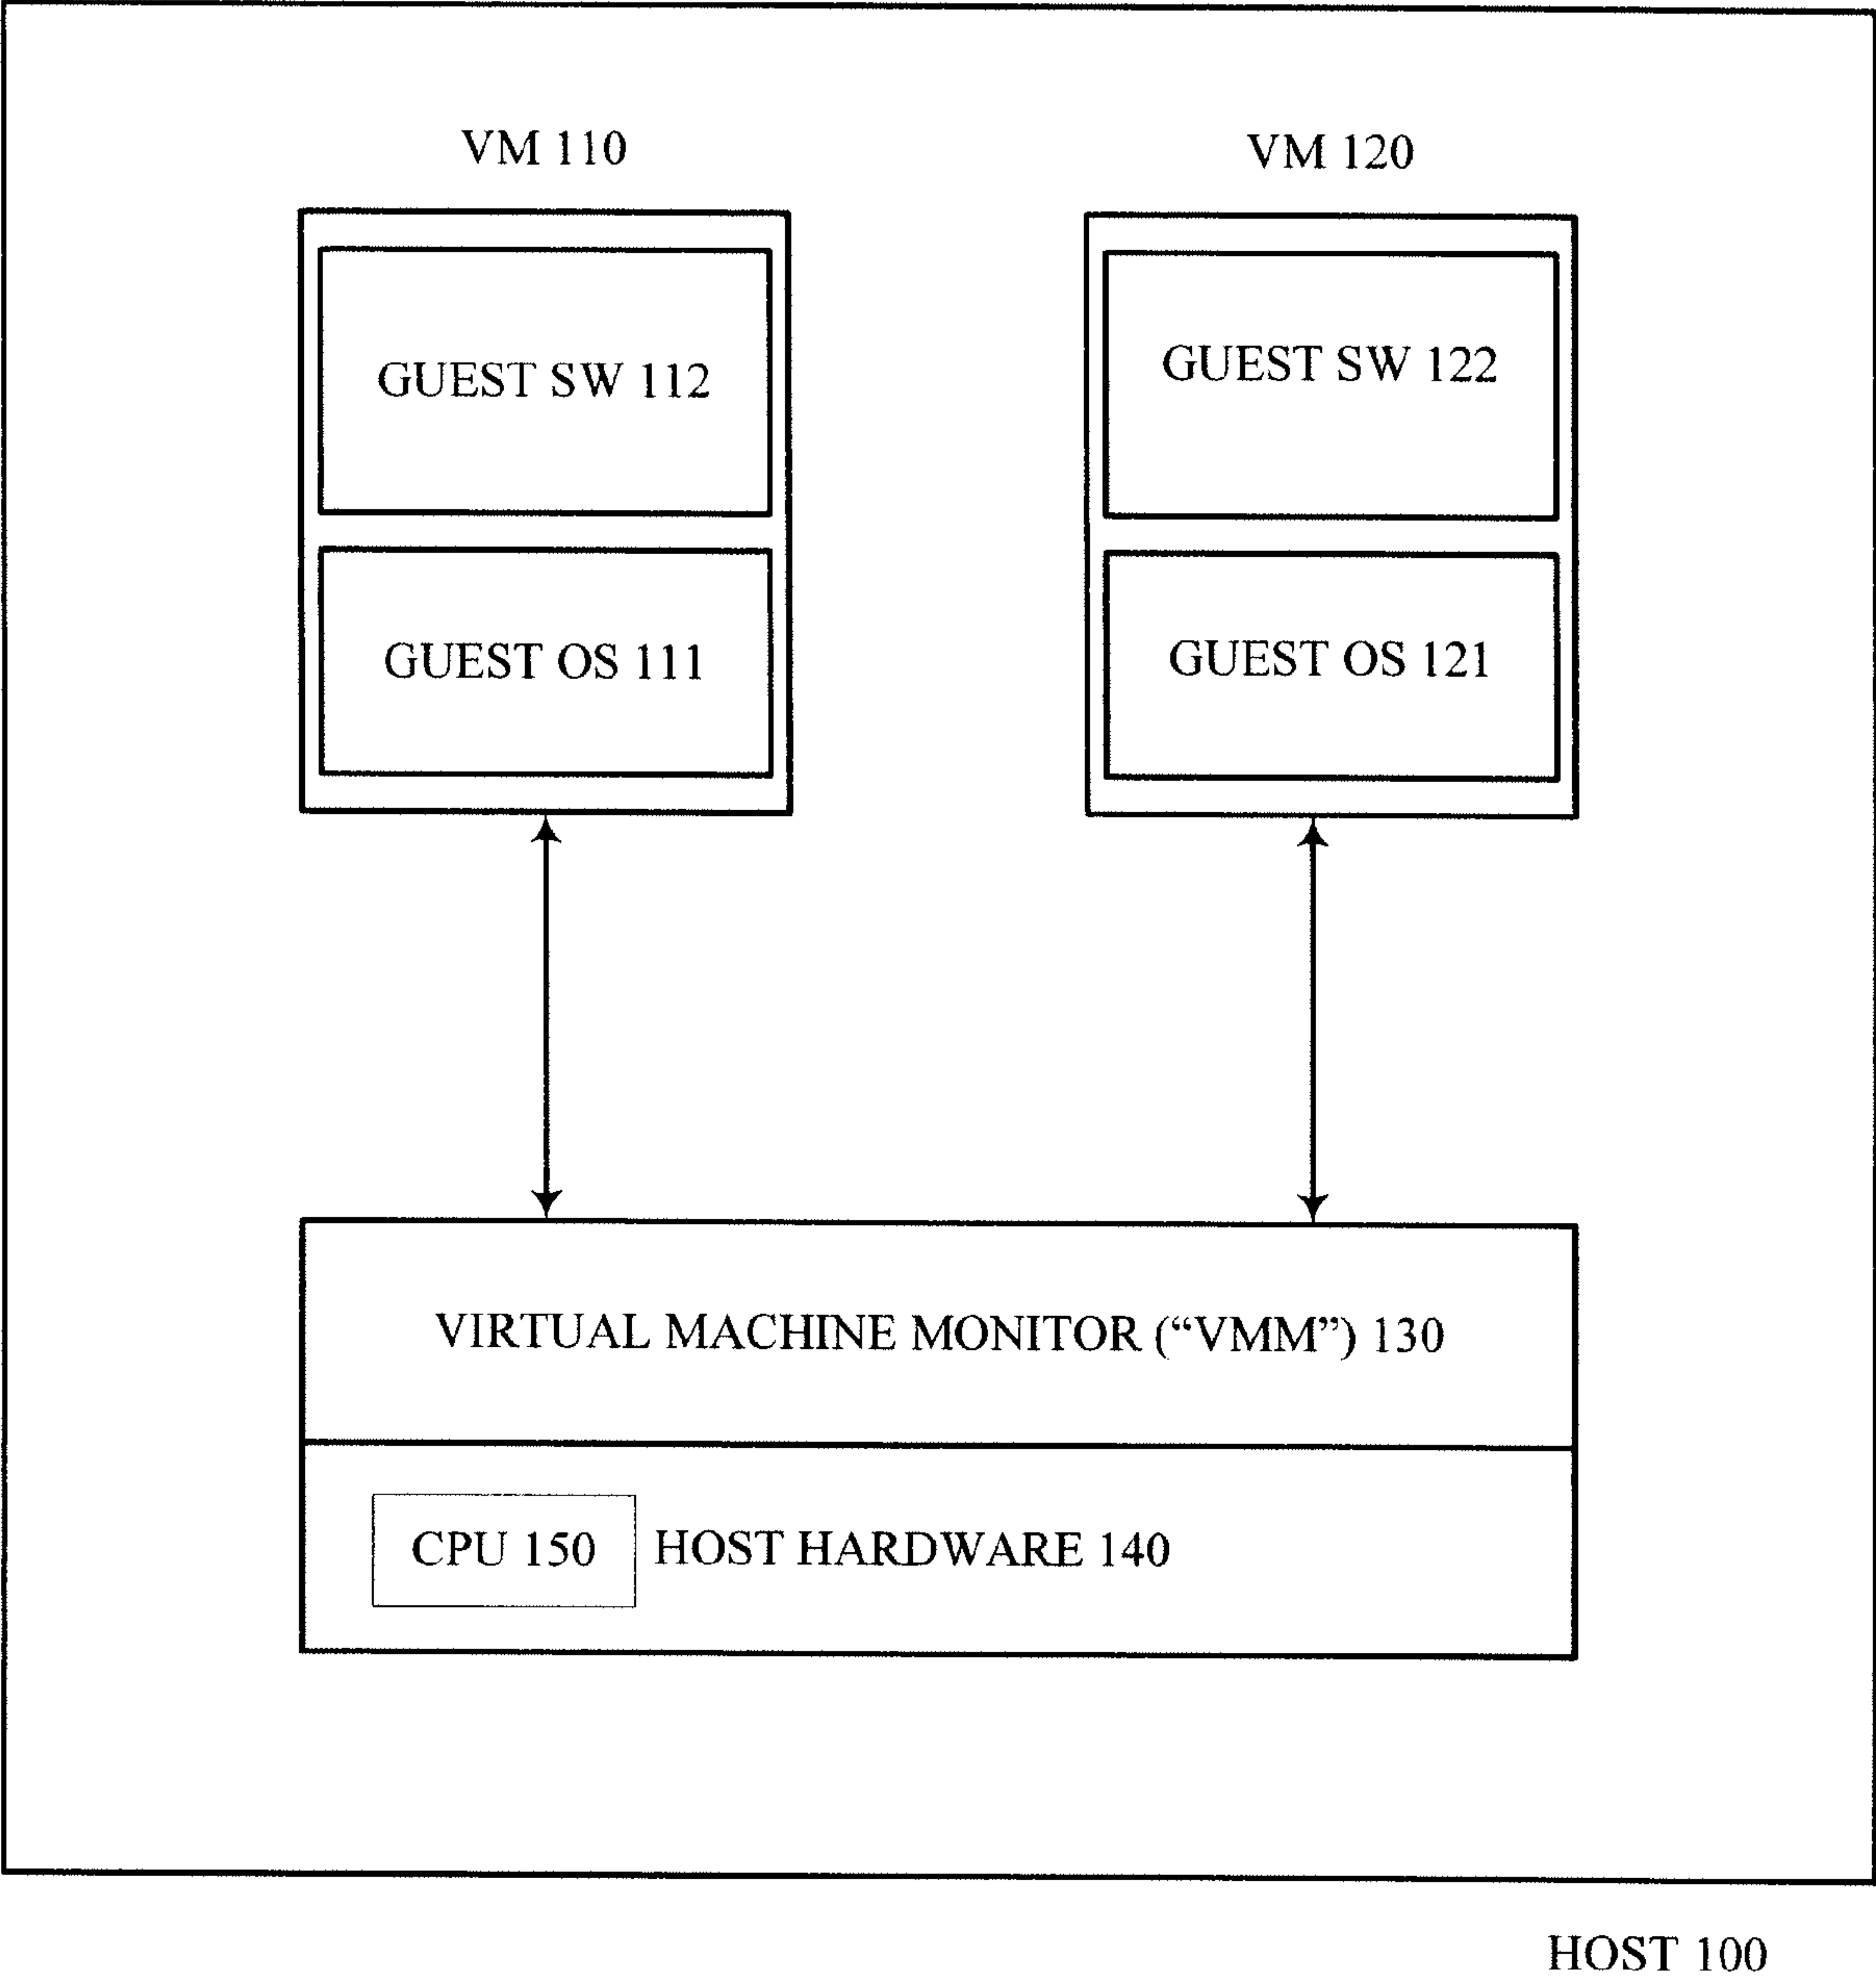 VM 110
VM 120
GUEST SW 112
GUEST SW 122
GUEST OS 111
GUEST OS 121
VIRTUAL MACHINE MONITOR (“VMM”) 130
CPU 150
HOST HARDWARE 140
HOST 100